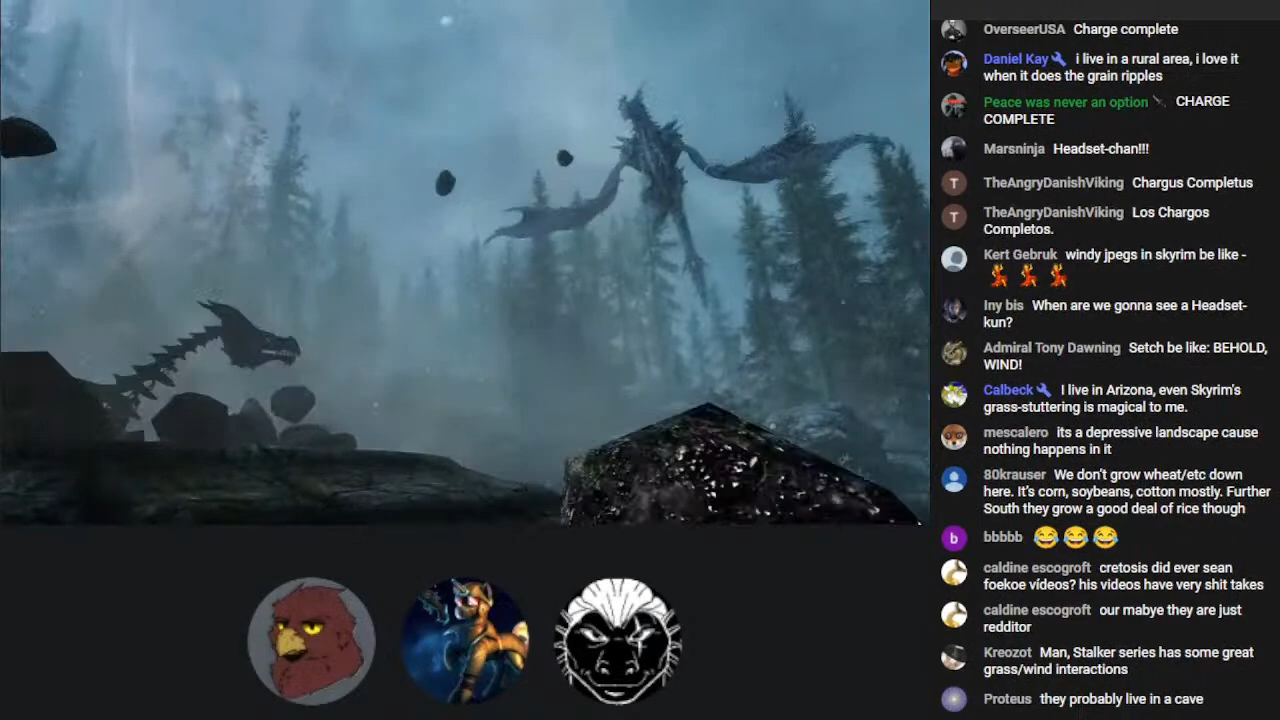 OverseerUSA Charge complete
Daniel Kay i live in a rural area, i love it
when it does the grain ripples
Peace was never an option CHARGE
COMPLETE
Marsninja Headset-chan!!!
T TheAngryDanishViking Chargus Completus
T TheAngryDanishViking Los Chargos
Completos.
Kert Gebruk windy jpegs in skyrim be like -
Iny bis When are we gonna see a Headset-
kun?
Admiral Tony Dawning Setch be like: BEHOLD,
WIND!
Calbeck I live in Arizona, even Skyrim's
grass-stuttering is magical to me.
mescalero its a depressive landscape cause
nothing happens in it
80krauser We don't grow wheat/etc down
here. It's corn, soybeans, cotton mostly. Further
South they grow a good deal of rice though
b bbbbb
caldine escogroft cretosis did ever sean
foekoe vídeos? his videos have very shit takes
caldine escogroft our mabye they are just
redditor
Kreozot Man, Stalker series has some great
grass/wind interactions
Proteus they probably live in a cave